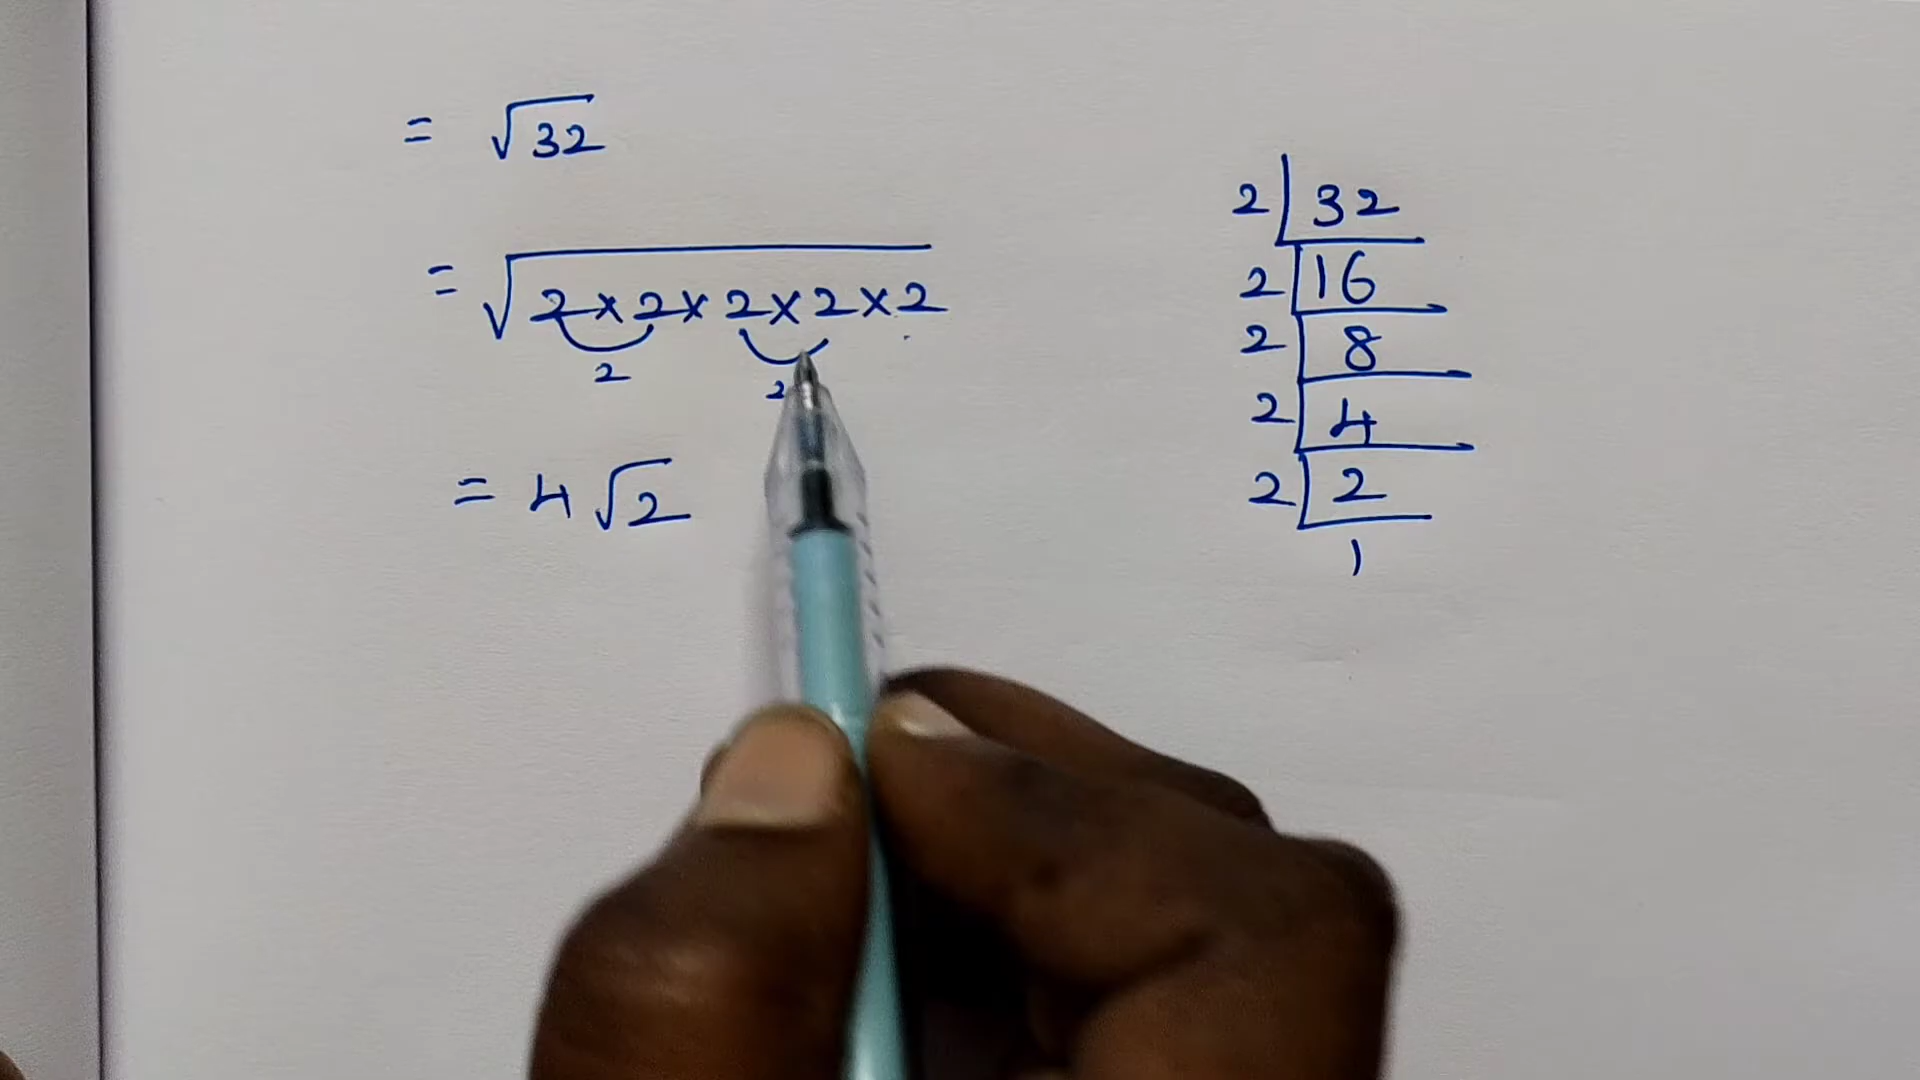 = √32
= √2×2×2×2×2
2 2
= 4√2
2 | 32
2 | 16
2 | 8
2 | 4
2 | 2
1